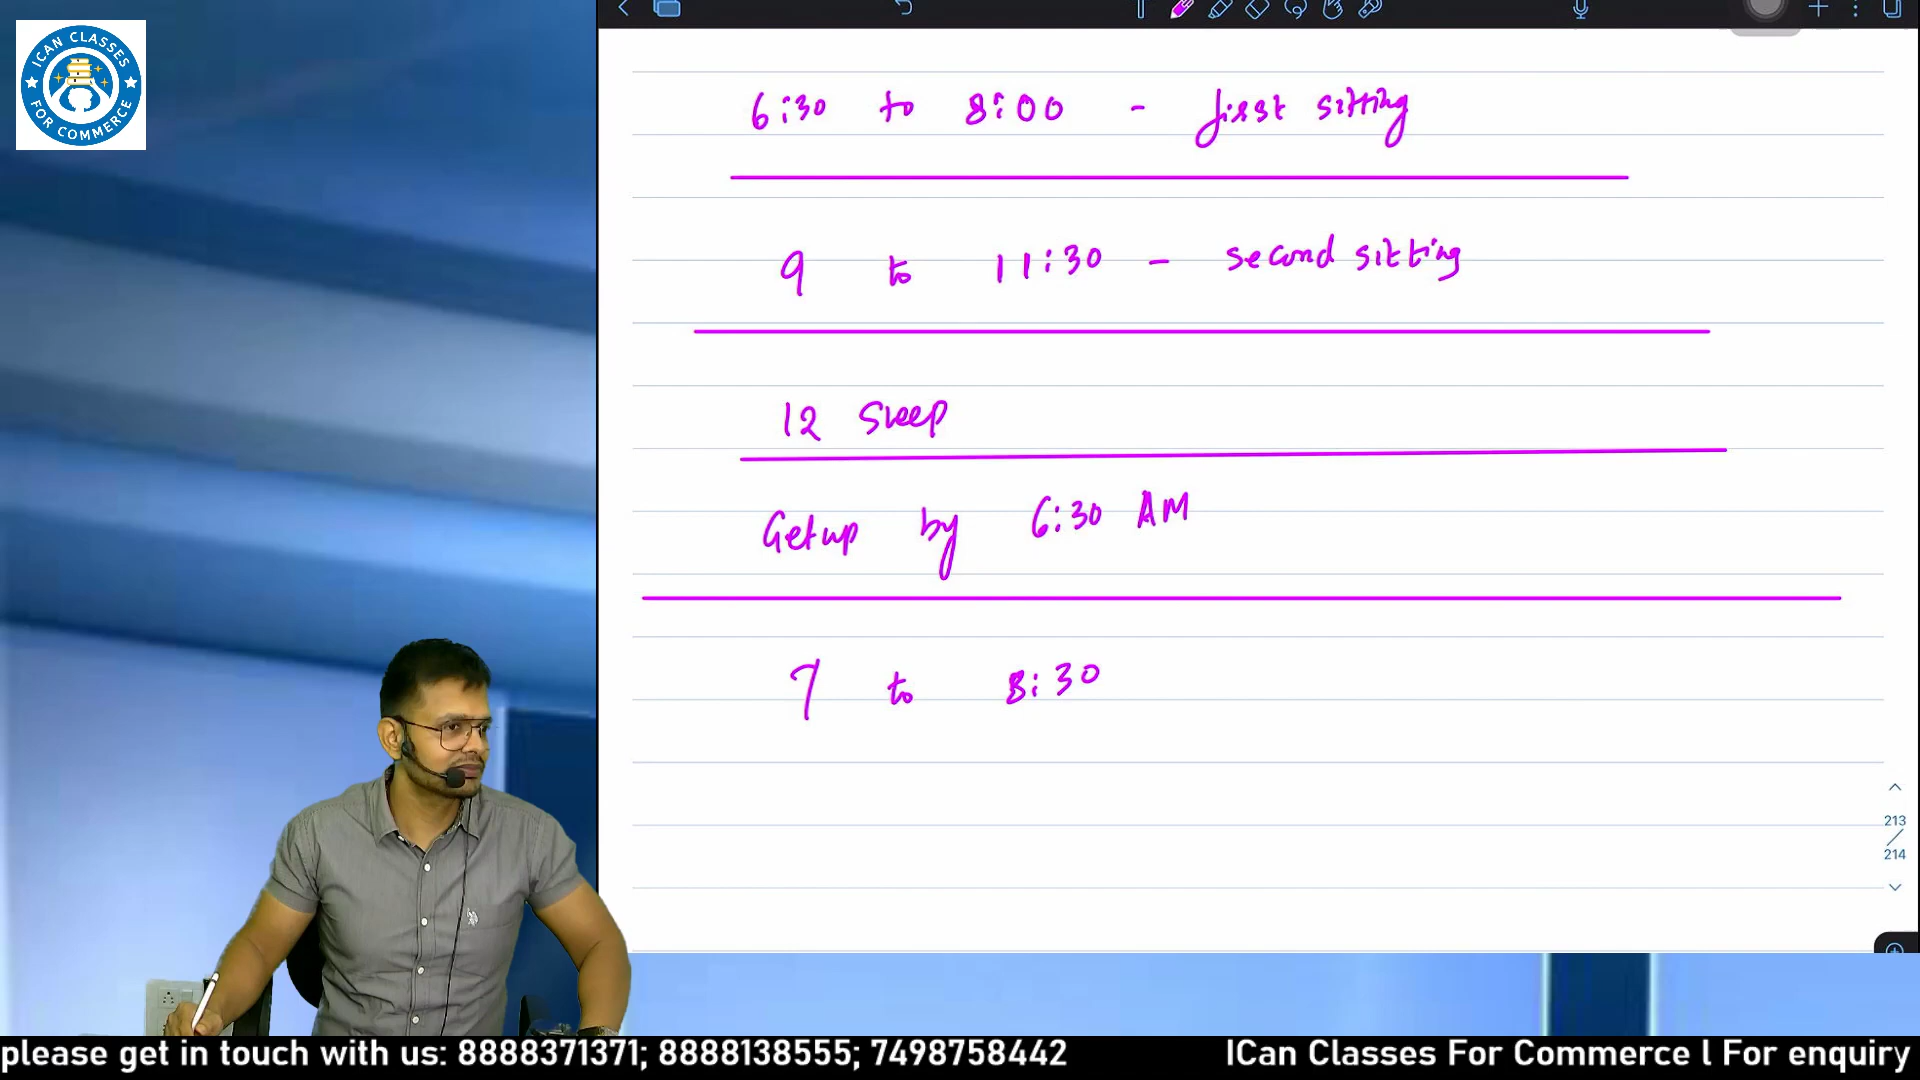 ICAN CLASSES
FOR COMMERCE
6:30 to 8:00 - first sitting
9 to 11:30 - second sitting
12 Sleep
Getup by 6:30 AM
7 to 8:30
213
214
please get in touch with us: 8888371371; 8888138555; 7498758442 ICan Classes For Commerce l For enquiry